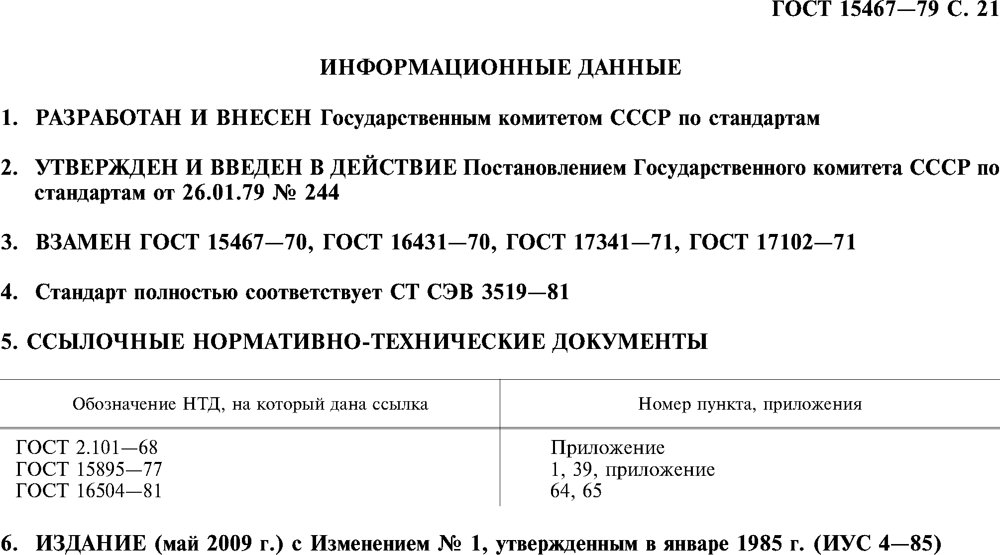 ГОСТ 15467—79 С. 21
ИНФОРМАЦИОННЫЕ ДАННЫЕ
1. РАЗРАБОТАН И ВНЕСЕН Государственным комитетом СССР по стандартам
2. УТВЕРЖДЕН И ВВЕДЕН В ДЕЙСТВИЕ Постановлением Государственного комитета СССР по
стандартам от 26.01.79 № 244
3. ВЗАМЕН ГОСТ 15467—70, ГОСТ 16431—70, ГОСТ 17341—71, ГОСТ 17102—71
4. Стандарт полностью соответствует СТ СЭВ 3519—81
5. ССЫЛОЧНЫЕ НОРМАТИВНО-ТЕХНИЧЕСКИЕ ДОКУМЕНТЫ
Обозначение НТД, на который дана ссылка Номер пункта, приложения
ГОСТ 2.101—68 Приложение
ГОСТ 15895—77 1, 39, приложение
ГОСТ 16504—81 64, 65
6. ИЗДАНИЕ (май 2009 г.) с Изменением № 1, утвержденным в январе 1985 г. (ИУС 4—85)